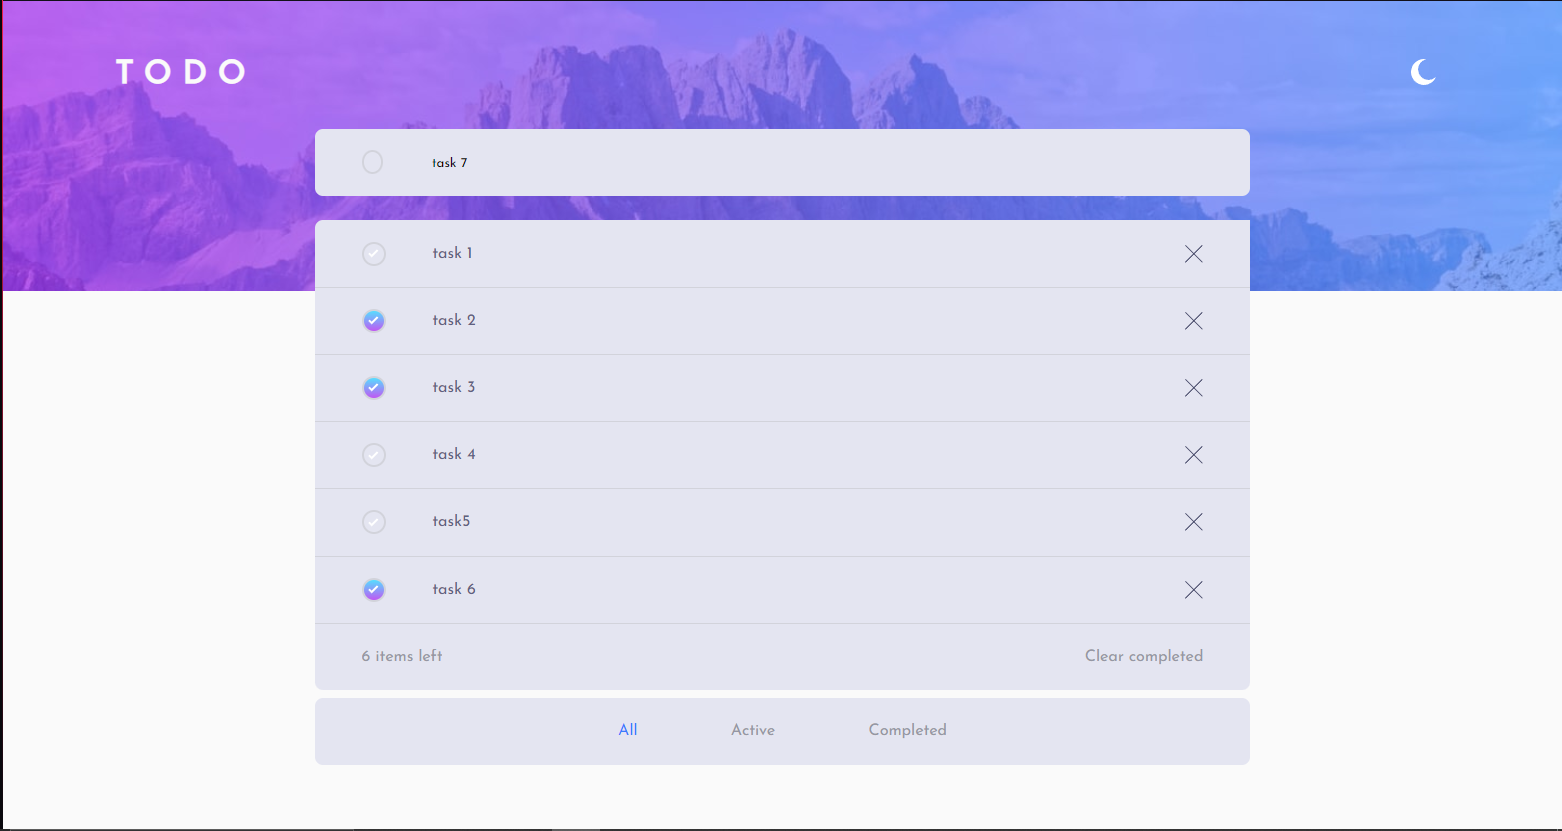 TODO
task 7
task 1
task 2
task 3
task 4
task5
task 6
6 items left Clear completed
All Active Completed